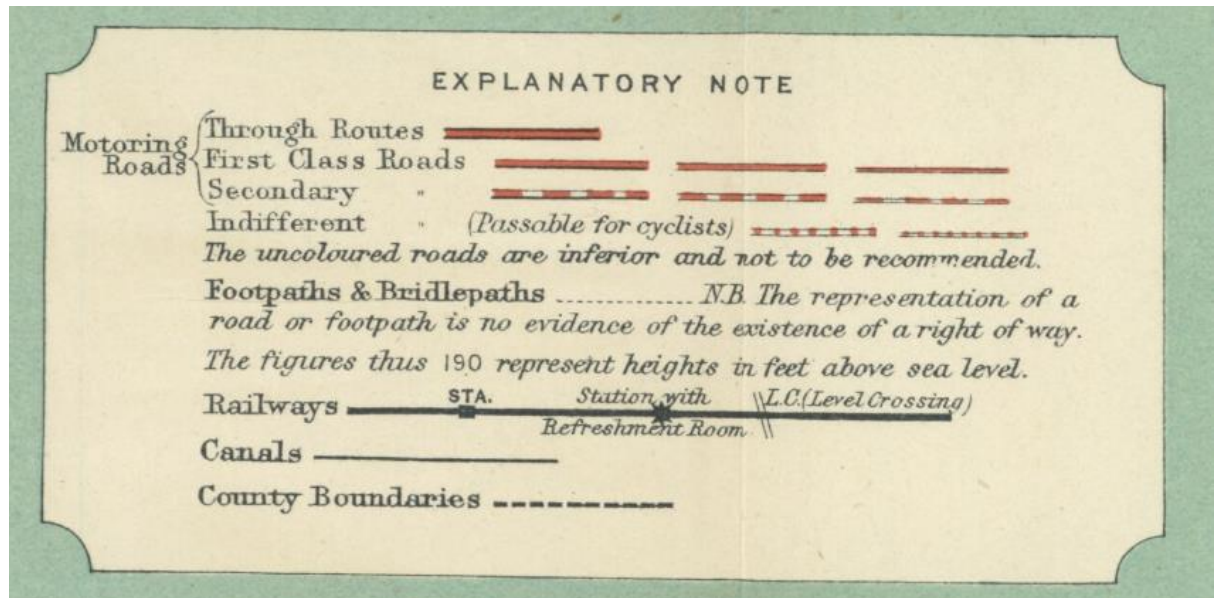 EXPLANATORY NOTE
Motoring Roads
Through Routes
First Class Roads
Secondary "
Indifferent " (Passable for cyclists)
The uncoloured roads are inferior and not to be recommended.
Footpaths & Bridlepaths ............ N.B. The representation of a
road or footpath is no evidence of the existence of a right of way.
The figures thus 190 represent heights in feet above sea level.
Railways STA. Station with Refreshment Room L.C. (Level Crossing)
Canals
County Boundaries